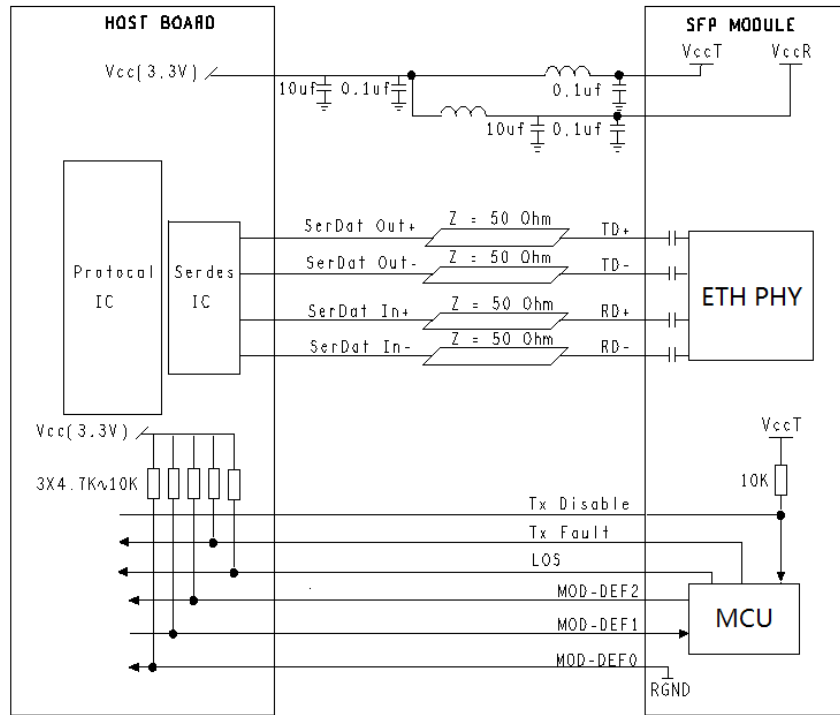 HOST BOARD
SFP MODULE
VccT
VccR
Vcc(3.3V)
10uf
0.1uf
0.1uf
10uf
0.1uf
Protocal
IC
Serdes
IC
SerDat Out+
Z = 50 Ohm
TD+
SerDat Out-
Z = 50 Ohm
TD-
SerDat In+
Z = 50 Ohm
RD+
SerDat In-
Z = 50 Ohm
RD-
ETH PHY
Vcc(3.3V)
VccT
3X4.7K~10K
10K
Tx Disable
Tx Fault
LOS
MOD-DEF2
MOD-DEF1
MOD-DEF0
MCU
RGND